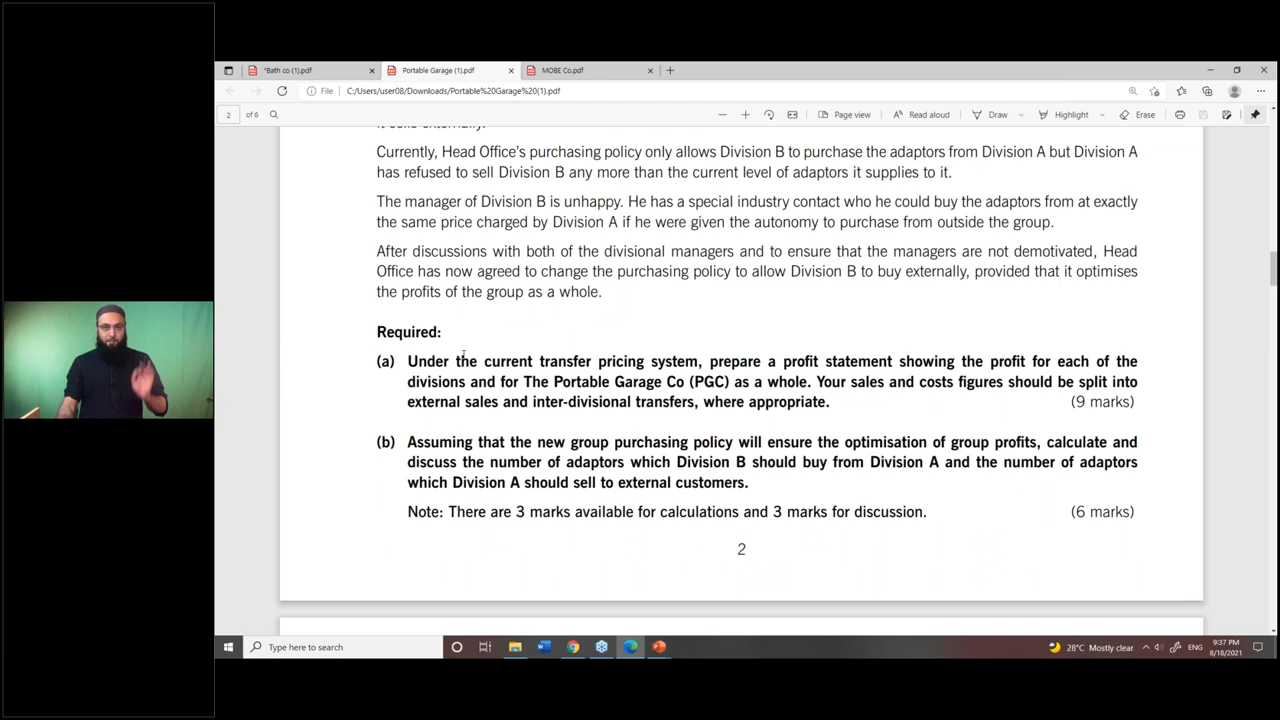 *Bath co (1).pdf
Portable Garage (1).pdf
MOBE Co.pdf
File
C:/Users/user08/Downloads/Portable%20Garage%20(1).pdf
2 of 6
Page view
Read aloud
Draw
Highlight
Erase
it sells externally.
Currently, Head Office's purchasing policy only allows Division B to purchase the adaptors from Division A but Division A
has refused to sell Division B any more than the current level of adaptors it supplies to it.
The manager of Division B is unhappy. He has a special industry contact who he could buy the adaptors from at exactly
the same price charged by Division A if he were given the autonomy to purchase from outside the group.
After discussions with both of the divisional managers and to ensure that the managers are not demotivated, Head
Office has now agreed to change the purchasing policy to allow Division B to buy externally, provided that it optimises
the profits of the group as a whole.
Required:
(a) Under the current transfer pricing system, prepare a profit statement showing the profit for each of the
divisions and for The Portable Garage Co (PGC) as a whole. Your sales and costs figures should be split into
external sales and inter-divisional transfers, where appropriate. (9 marks)
(b) Assuming that the new group purchasing policy will ensure the optimisation of group profits, calculate and
discuss the number of adaptors which Division B should buy from Division A and the number of adaptors
which Division A should sell to external customers.
Note: There are 3 marks available for calculations and 3 marks for discussion. (6 marks)
2
Type here to search
28°C Mostly clear
ENG
9:37 PM
8/18/2021